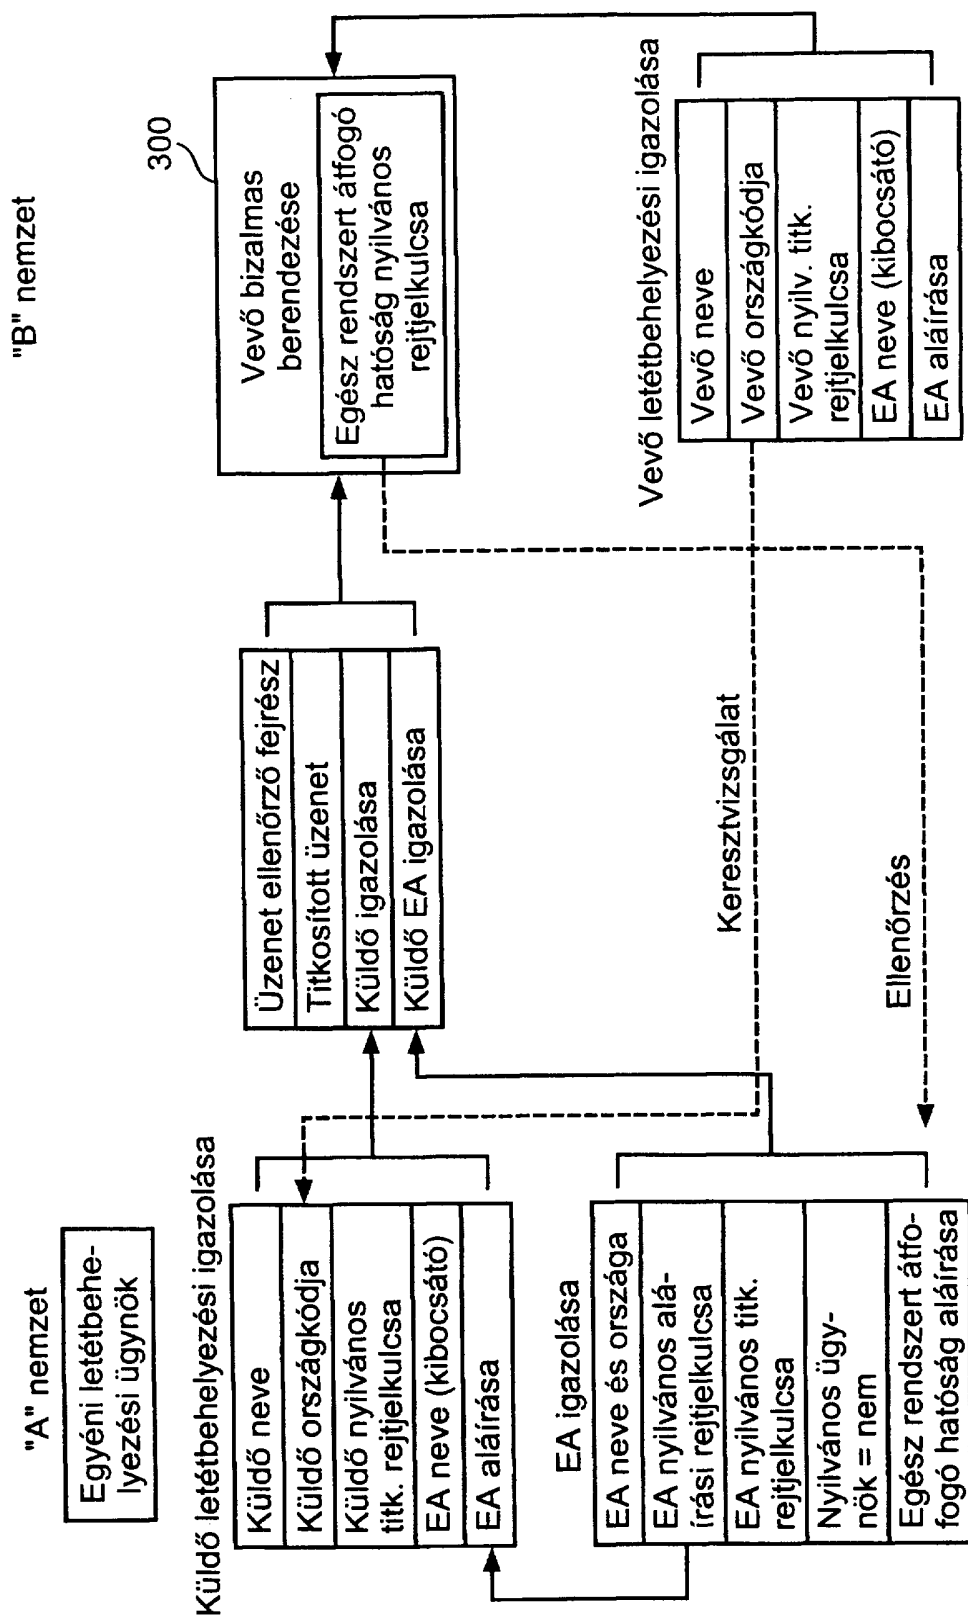 "A" nemzet
Egyéni letétbehe-
lyezési ügynök
Küldő letétbehelyezési igazolása
Küldő neve
Küldő országkódja
Küldő nyilvános
titk. rejtjelkulcsa
EA neve (kibocsátó)
EA aláírása
EA igazolása
EA neve és országa
EA nyilvános alá-
írási rejtjelkulcsa
EA nyilvános titk.
rejtjelkulcsa
Nyilvános ügy-
nök = nem
Egész rendszert átfo-
fogó hatóság aláírása
Üzenet ellenőrző fejrész
Titkosított üzenet
Küldő igazolása
Küldő EA igazolása
Keresztvizsgálat
Ellenőrzés
"B" nemzet
300
Vevő bizalmas
berendezése
Egész rendszert átfogó
hatóság nyilvános
rejtjelkulcsa
Vevő letétbehelyezési igazolása
Vevő neve
Vevő országkódja
Vevő nyilv. titk.
rejtjelkulcsa
EA neve (kibocsátó)
EA aláírása